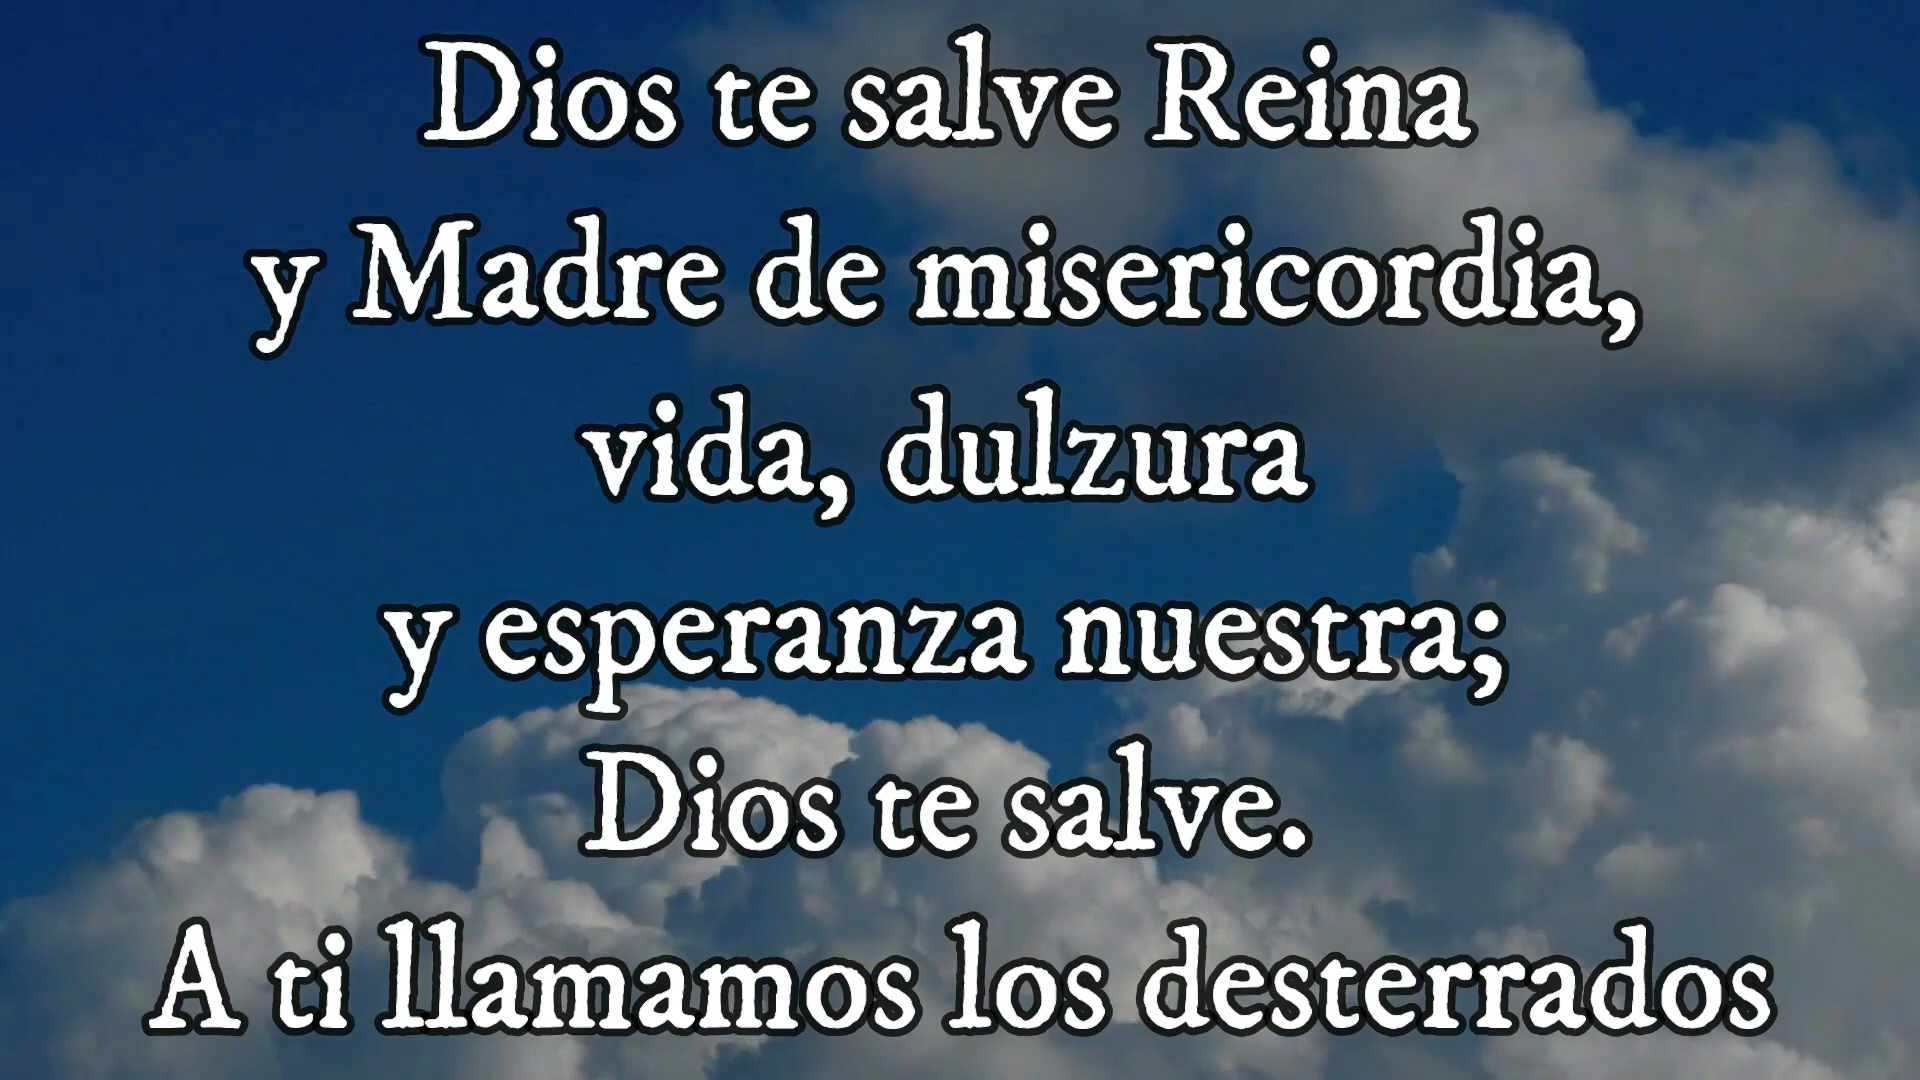 Dios te salve Reina
y Madre de misericordia,
vida, dulzura
y esperanza nuestra;
Dios te salve.
A ti llamamos los desterrados